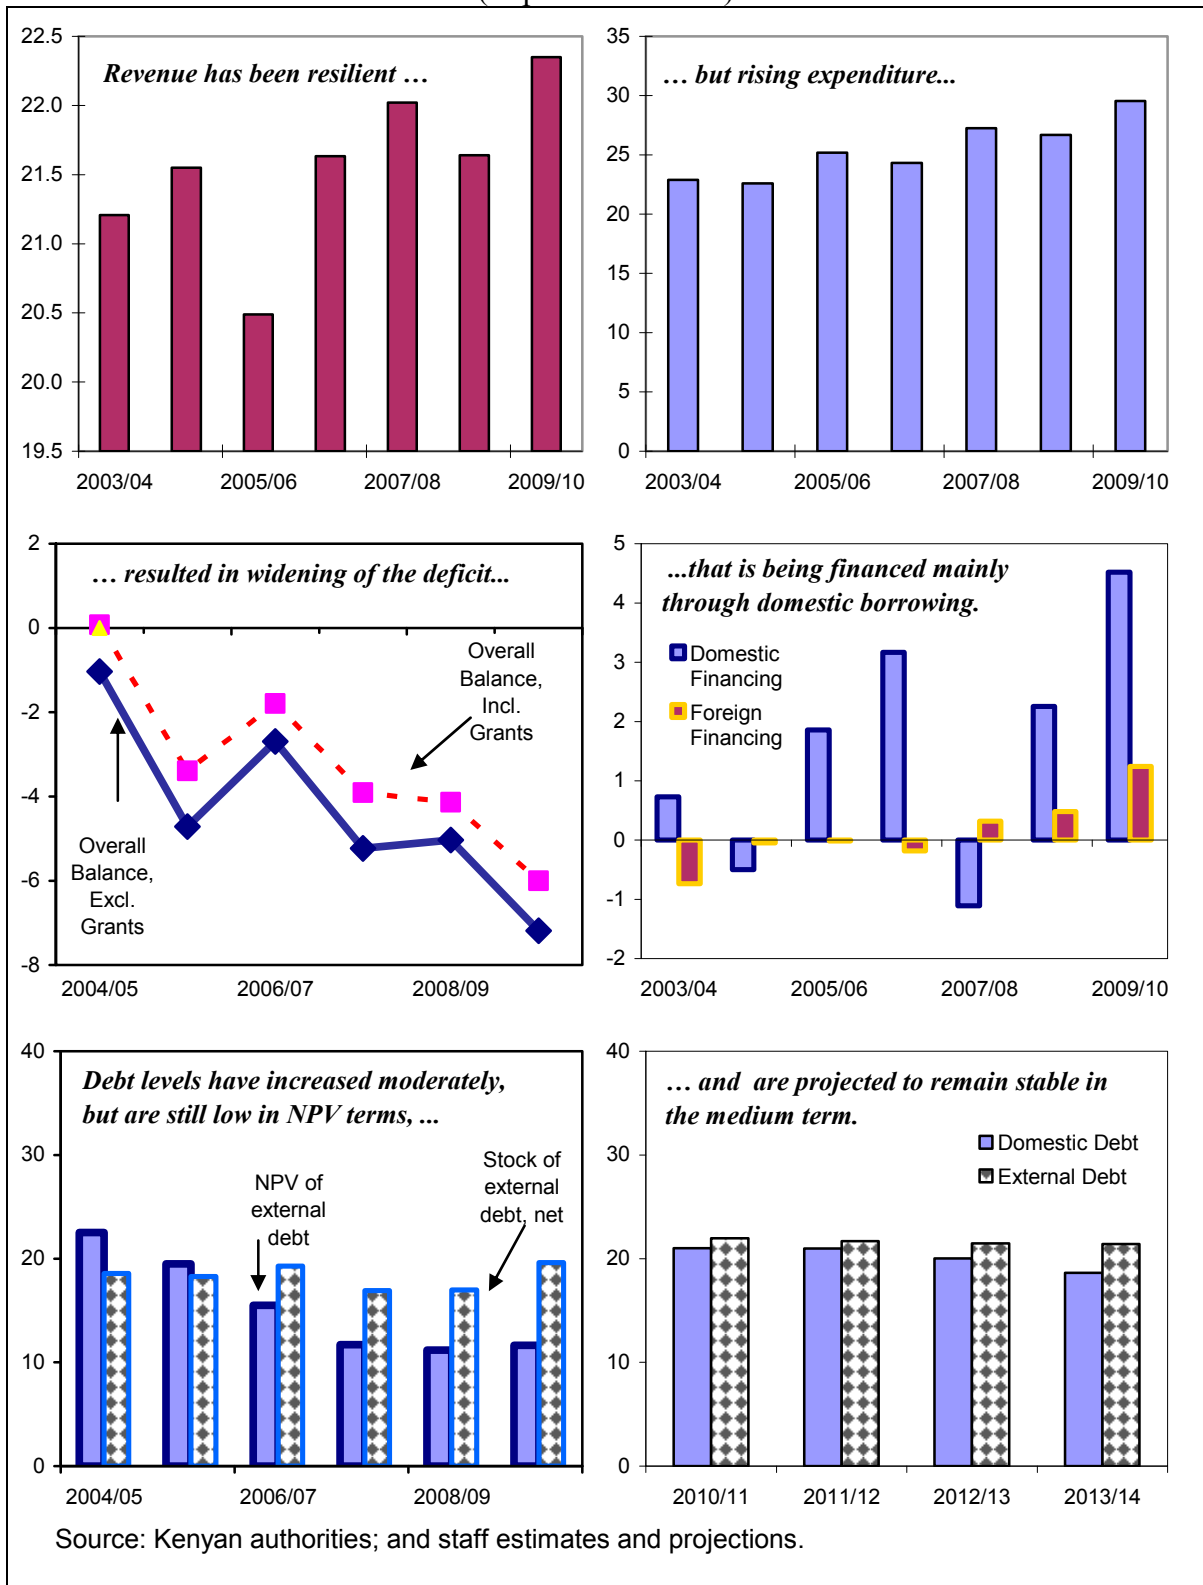 22.5
22.0
21.5
21.0
20.5
20.0
19.5
Revenue has been resilient …
2003/04 2005/06 2007/08 2009/10
35
30
25
20
15
10
5
0
… but rising expenditure...
2003/04 2005/06 2007/08 2009/10
2
0
-2
-4
-6
-8
… resulted in widening of the deficit...
Overall
Balance,
Incl.
Grants
Overall
Balance,
Excl.
Grants
2004/05 2006/07 2008/09
5
4
3
2
1
0
-1
-2
...that is being financed mainly
through domestic borrowing.
Domestic
Financing
Foreign
Financing
2003/04 2005/06 2007/08 2009/10
40
30
20
10
0
Debt levels have increased moderately,
but are still low in NPV terms, ...
NPV of
external
debt
Stock of
external
debt, net
2004/05 2006/07 2008/09
40
30
20
10
0
… and are projected to remain stable in
the medium term.
Domestic Debt
External Debt
2010/11 2011/12 2012/13 2013/14
Source: Kenyan authorities; and staff estimates and projections.